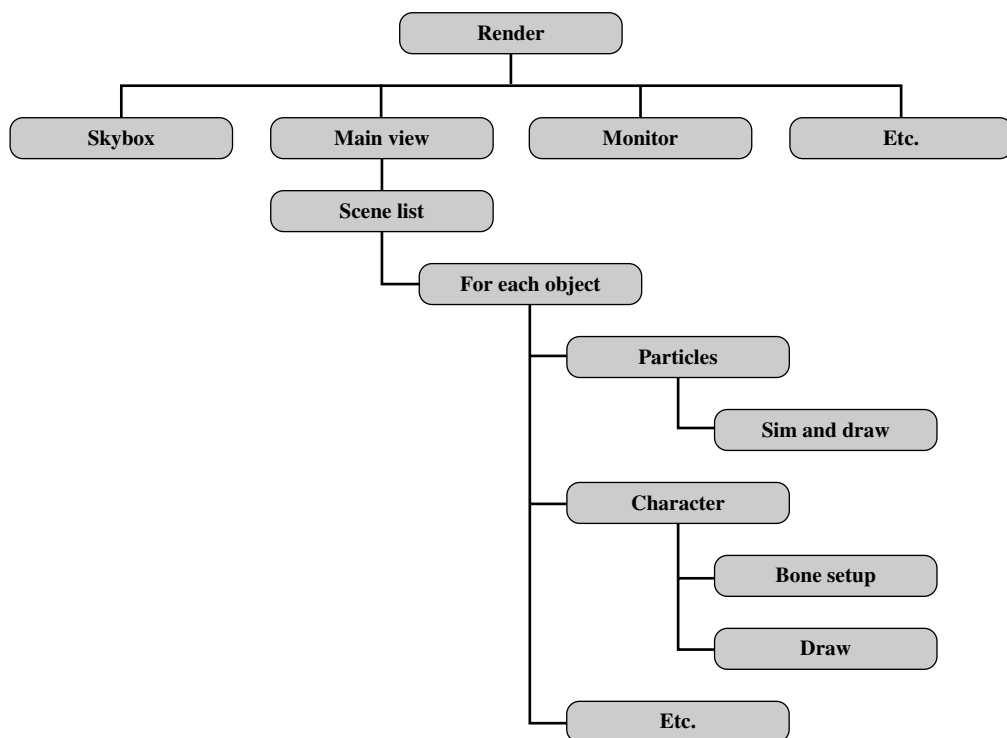 Render
Skybox
Main view
Monitor
Etc.
Scene list
For each object
Particles
Sim and draw
Character
Bone setup
Draw
Etc.